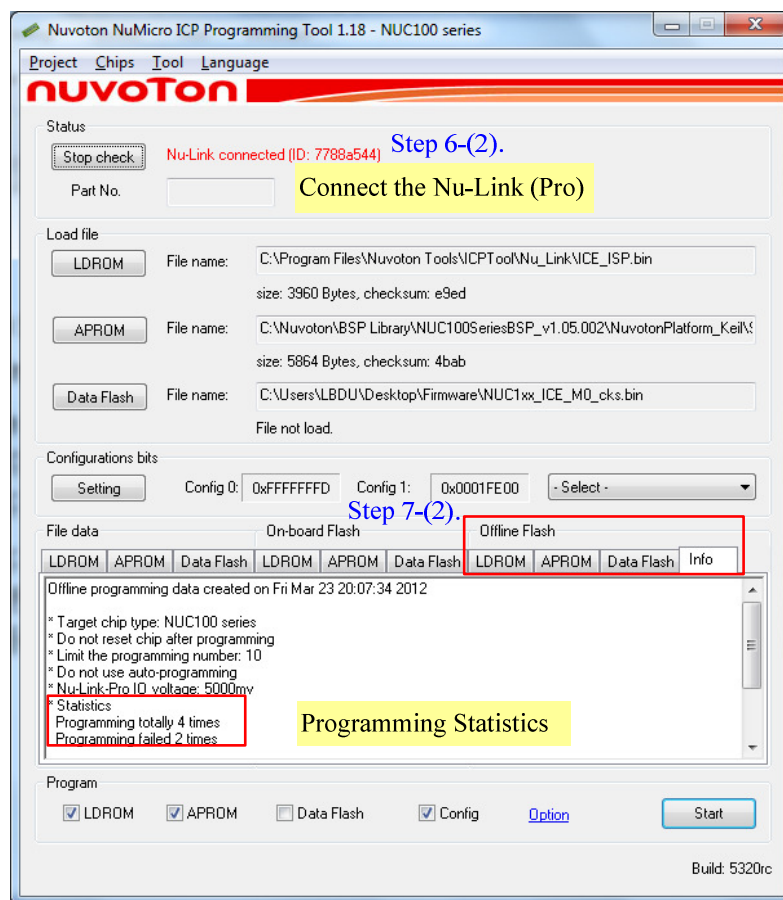 Nuvoton NuMicro ICP Programming Tool 1.18 - NUC100 series
Project Chips Tool Language
nuvoTon
Status
Stop check Nu-Link connected (ID: 7788a544) Step 6-(2).
Part No. Connect the Nu-Link (Pro)
Load file
LDROM File name: C:\Program Files\Nuvoton Tools\ICPTool\Nu_Link\ICE_ISP.bin
size: 3960 Bytes, checksum: e9ed
APROM File name: C:\Nuvoton\BSP Library\NUC100SeriesBSP_v1.05.002\NuvotonPlatform_Keil\
size: 5864 Bytes, checksum: 4bab
Data Flash File name: C:\Users\LBDU\Desktop\Firmware\NUC1xx_ICE_M0_cks.bin
File not load.
Configurations bits
Setting Config 0: 0xFFFFFFFD Config 1: 0x0001FE00 - Select -
Step 7-(2).
File data On-board Flash Offline Flash
LDROM APROM Data Flash LDROM APROM Data Flash LDROM APROM Data Flash Info
Offline programming data created on Fri Mar 23 20:07:34 2012
* Target chip type: NUC100 series
* Do not reset chip after programming
* Limit the programming number: 10
* Do not use auto-programming
* Nu-Link-Pro IO voltage: 5000mv
* Statistics
Programming totally 4 times Programming Statistics
Programming failed 2 times
Program
LDROM APROM Data Flash Config Option Start
Build: 5320rc